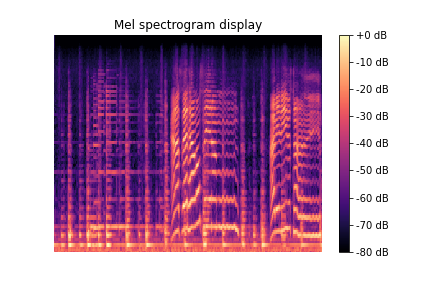 Mel spectrogram display
+0 dB
-10 dB
-20 dB
-30 dB
-40 dB
-50 dB
-60 dB
-70 dB
-80 dB